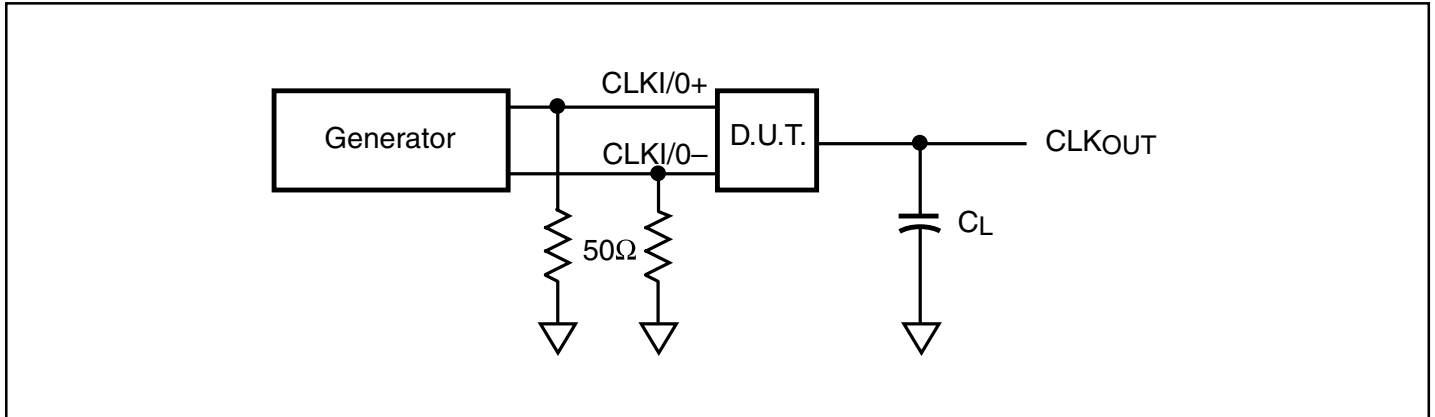 CLKI/0+
Generator
D.U.T.
CLKI/0–
CLKOUT
CL
50Ω